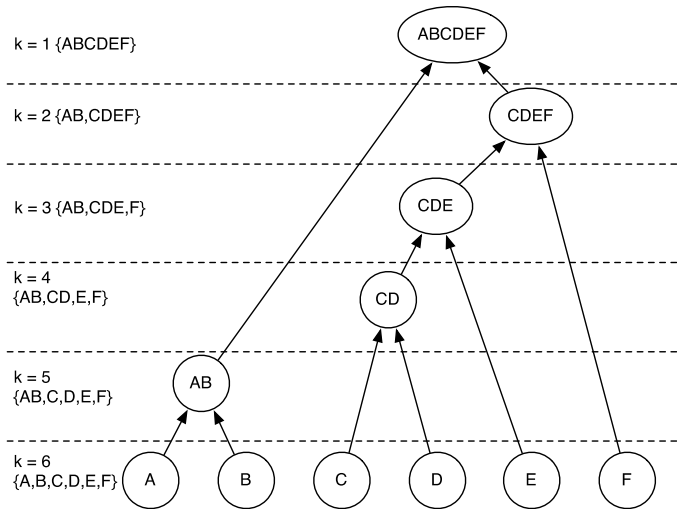 ABCDEF
k = 1 {ABCDEF}
k = 2 {AB,CDEF}
CDEF
k = 3 {AB,CDE,F}
CDE
k = 4
{AB,CD,E,F}
CD
k = 5
{AB,C,D,E,F}
AB
k = 6
{A,B,C,D,E,F}
A
B
C
D
E
F